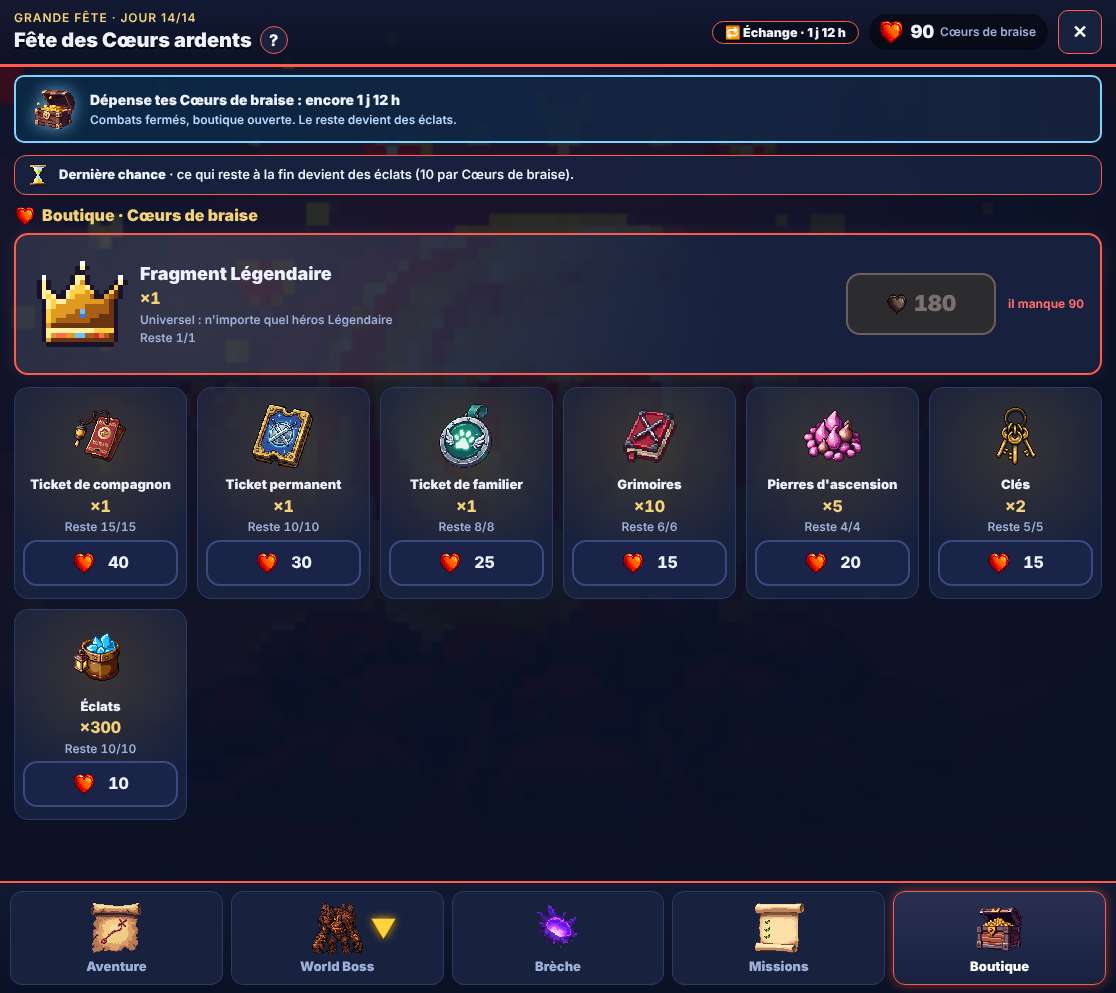 GRANDE FÊTE · JOUR 14/14
Fête des Cœurs ardents ?
Échange · 1 j 12 h
90 Cœurs de braise
✕
Dépense tes Cœurs de braise : encore 1 j 12 h
Combats fermés, boutique ouverte. Le reste devient des éclats.
Dernière chance · ce qui reste à la fin devient des éclats (10 par Cœurs de braise).
Boutique · Cœurs de braise
Fragment Légendaire
×1
Universel : n'importe quel héros Légendaire
Reste 1/1
180
il manque 90
Ticket de compagnon
×1
Reste 15/15
40
Ticket permanent
×1
Reste 10/10
30
Ticket de familier
×1
Reste 8/8
25
Grimoires
×10
Reste 6/6
15
Pierres d'ascension
×5
Reste 4/4
20
Clés
×2
Reste 5/5
15
Éclats
×300
Reste 10/10
10
Aventure
World Boss
Brèche
Missions
Boutique